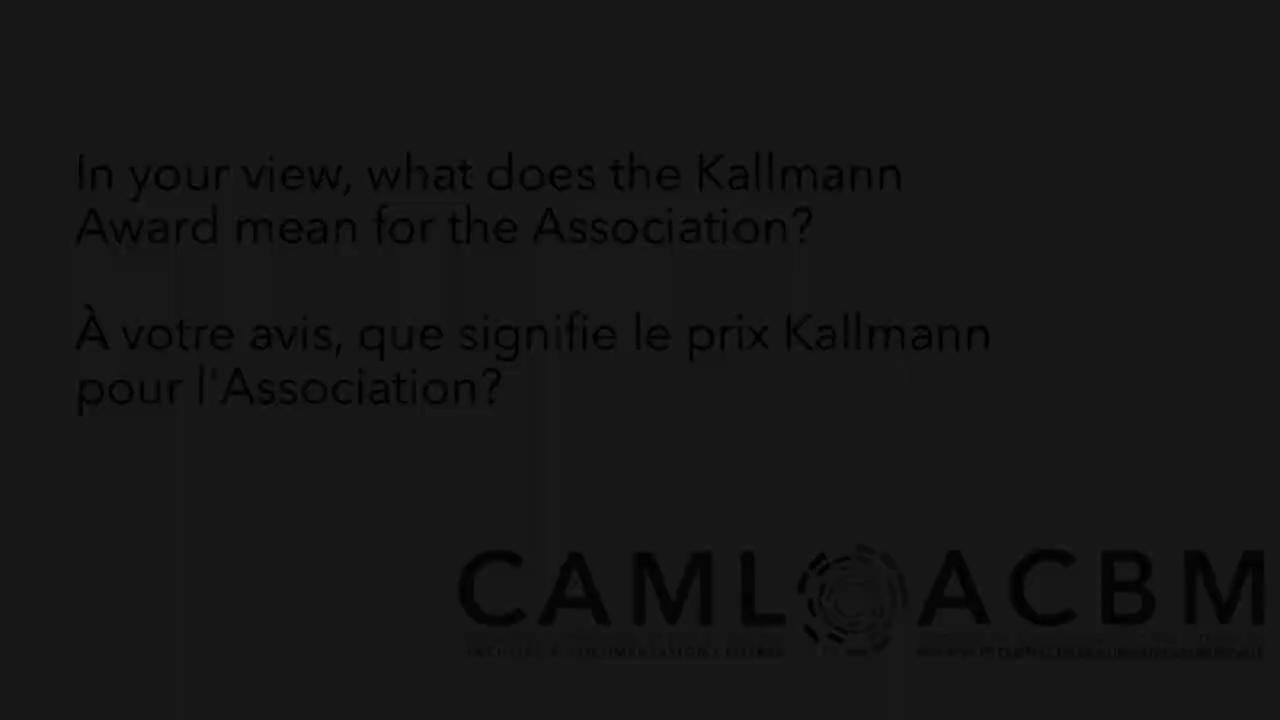 In your view, what does the Kallmann
Award mean for the Association?
À votre avis, que signifie le prix Kallmann
pour l'Association?
CAML ACBM